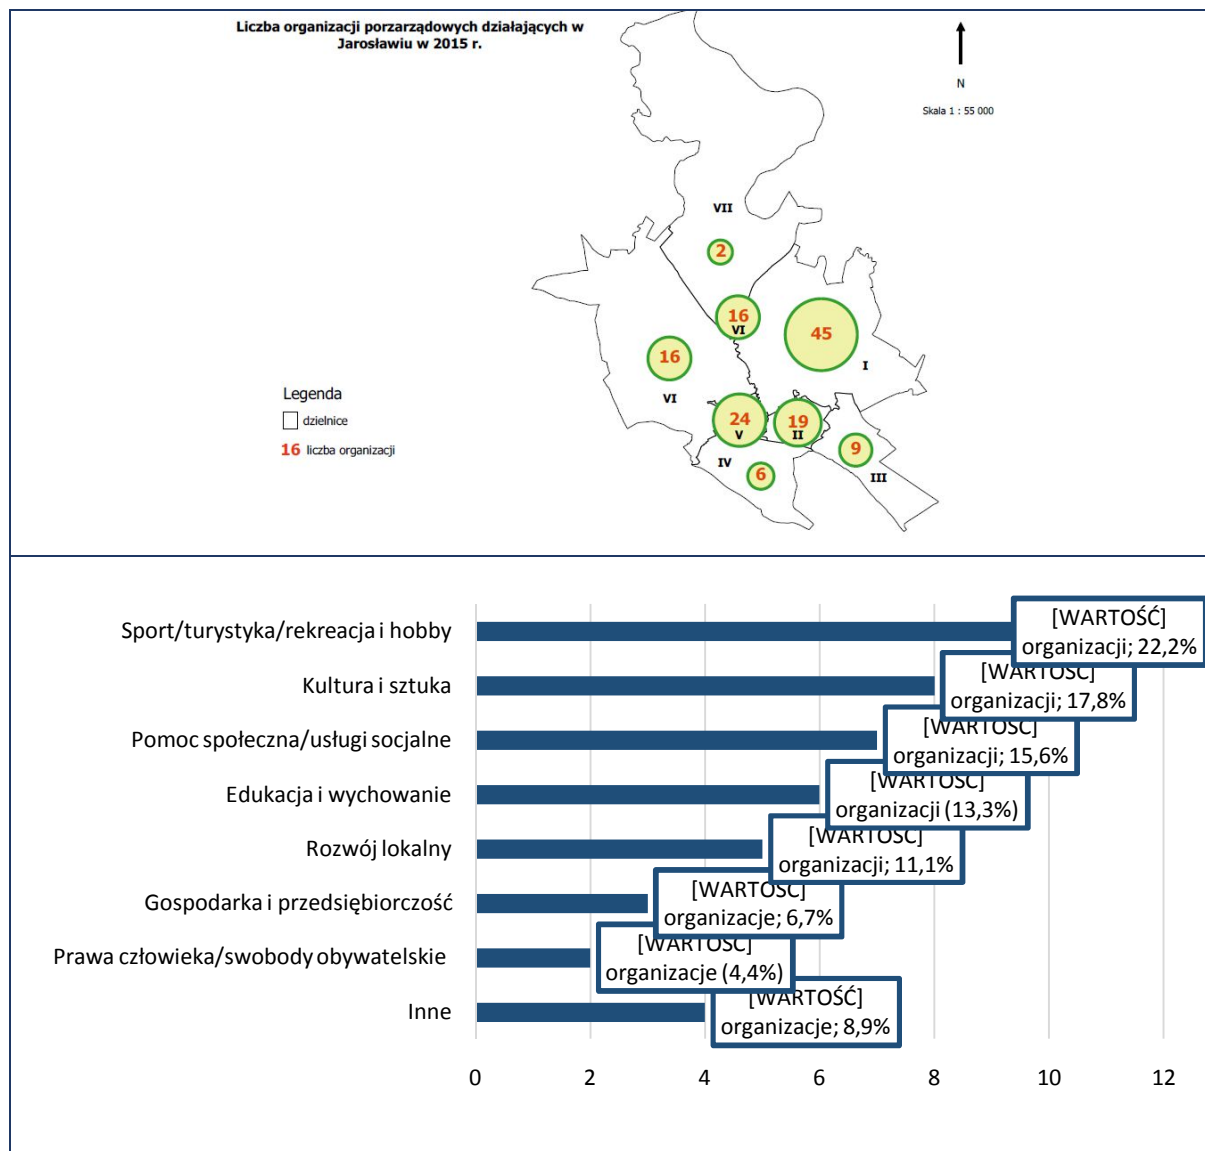 Liczba organizacji porzarządowych działających w
Jarosławiu w 2015 r.
N
Skala 1 : 55 000
VII
2
16
VI
45
I
16
VI
24
V
19
II
9
III
IV
6
Legenda
dzielnice
16 liczba organizacji
Sport/turystyka/rekreacja i hobby
[WARTOŚĆ]
organizacji; 22,2%
Kultura i sztuka
[WARTOŚĆ]
organizacji; 17,8%
Pomoc społeczna/usługi socjalne
[WARTOŚĆ]
organizacji; 15,6%
Edukacja i wychowanie
[WARTOŚĆ]
organizacji (13,3%)
Rozwój lokalny
[WARTOŚĆ]
organizacji; 11,1%
Gospodarka i przedsiębiorczość
[WARTOŚĆ]
organizacje; 6,7%
Prawa człowieka/swobody obywatelskie
[WARTOŚĆ]
organizacje (4,4%)
Inne
[WARTOŚĆ]
organizacje; 8,9%
0 2 4 6 8 10 12